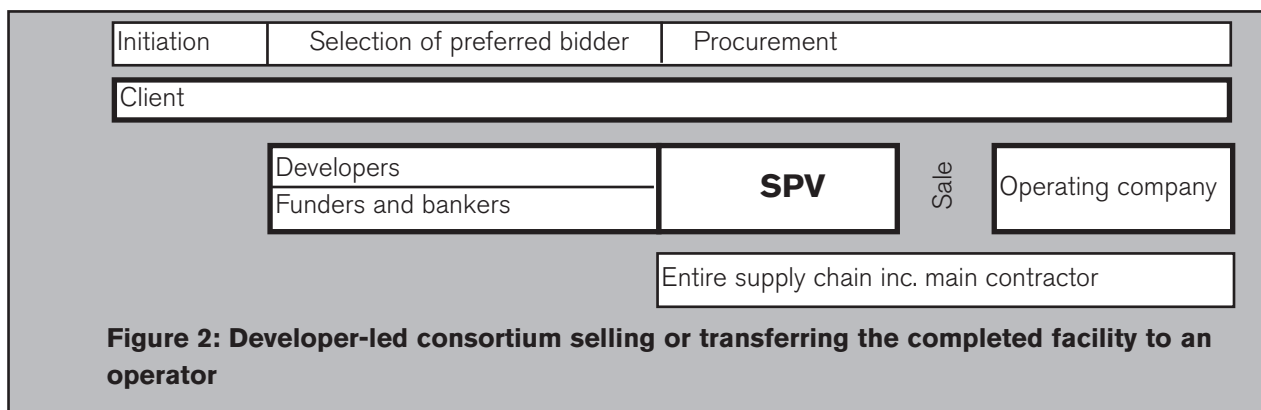 Initiation
Selection of preferred bidder
Procurement
Client
Developers
Funders and bankers
SPV
Sale
Operating company
Entire supply chain inc. main contractor
Figure 2: Developer-led consortium selling or transferring the completed facility to an
operator